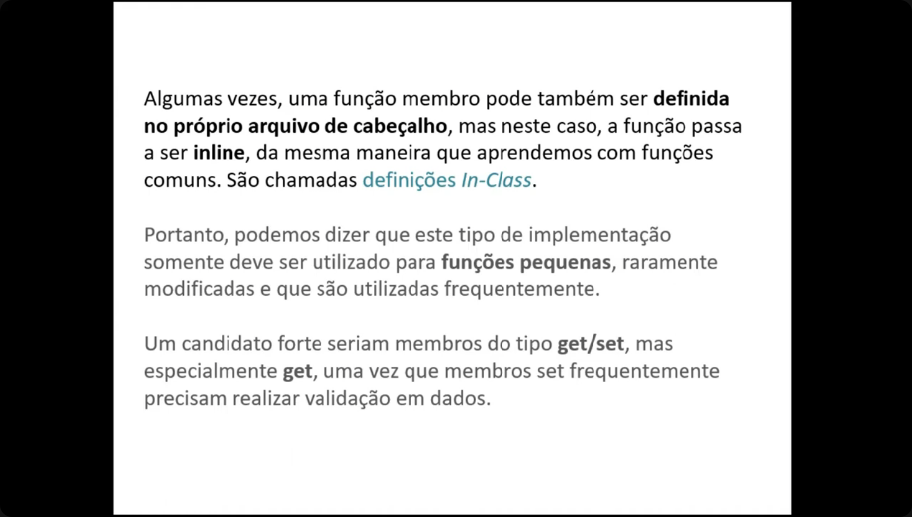 Algumas vezes, uma função membro pode também ser definida
no próprio arquivo de cabeçalho, mas neste caso, a função passa
a ser inline, da mesma maneira que aprendemos com funções
comuns. São chamadas definições In-Class.
Portanto, podemos dizer que este tipo de implementação
somente deve ser utilizado para funções pequenas, raramente
modificadas e que são utilizadas frequentemente.
Um candidato forte seriam membros do tipo get/set, mas
especialmente get, uma vez que membros set frequentemente
precisam realizar validação em dados.